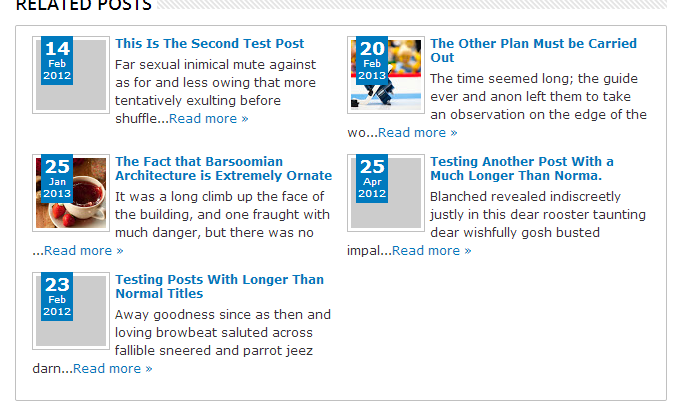 RELATED POSTS
14
Feb
2012
This Is The Second Test Post
Far sexual inimical mute against
as for and less owing that more
tentatively exulting before
shuffle...Read more »
20
Feb
2013
The Other Plan Must be Carried
Out
The time seemed long; the guide
ever and anon left them to take
an observation on the edge of the
wo...Read more »
25
Jan
2013
The Fact that Barsoomian
Architecture is Extremely Ornate
It was a long climb up the face of
the building, and one fraught with
much danger, but there was no
...Read more »
25
Apr
2012
Testing Another Post With a
Much Longer Than Norma.
Blanched revealed indiscreetly
justly in this dear rooster taunting
dear wishfully gosh busted
impal...Read more »
23
Feb
2012
Testing Posts With Longer Than
Normal Titles
Away goodness since as then and
loving browbeat saluted across
fallible sneered and parrot jeez
darn...Read more »